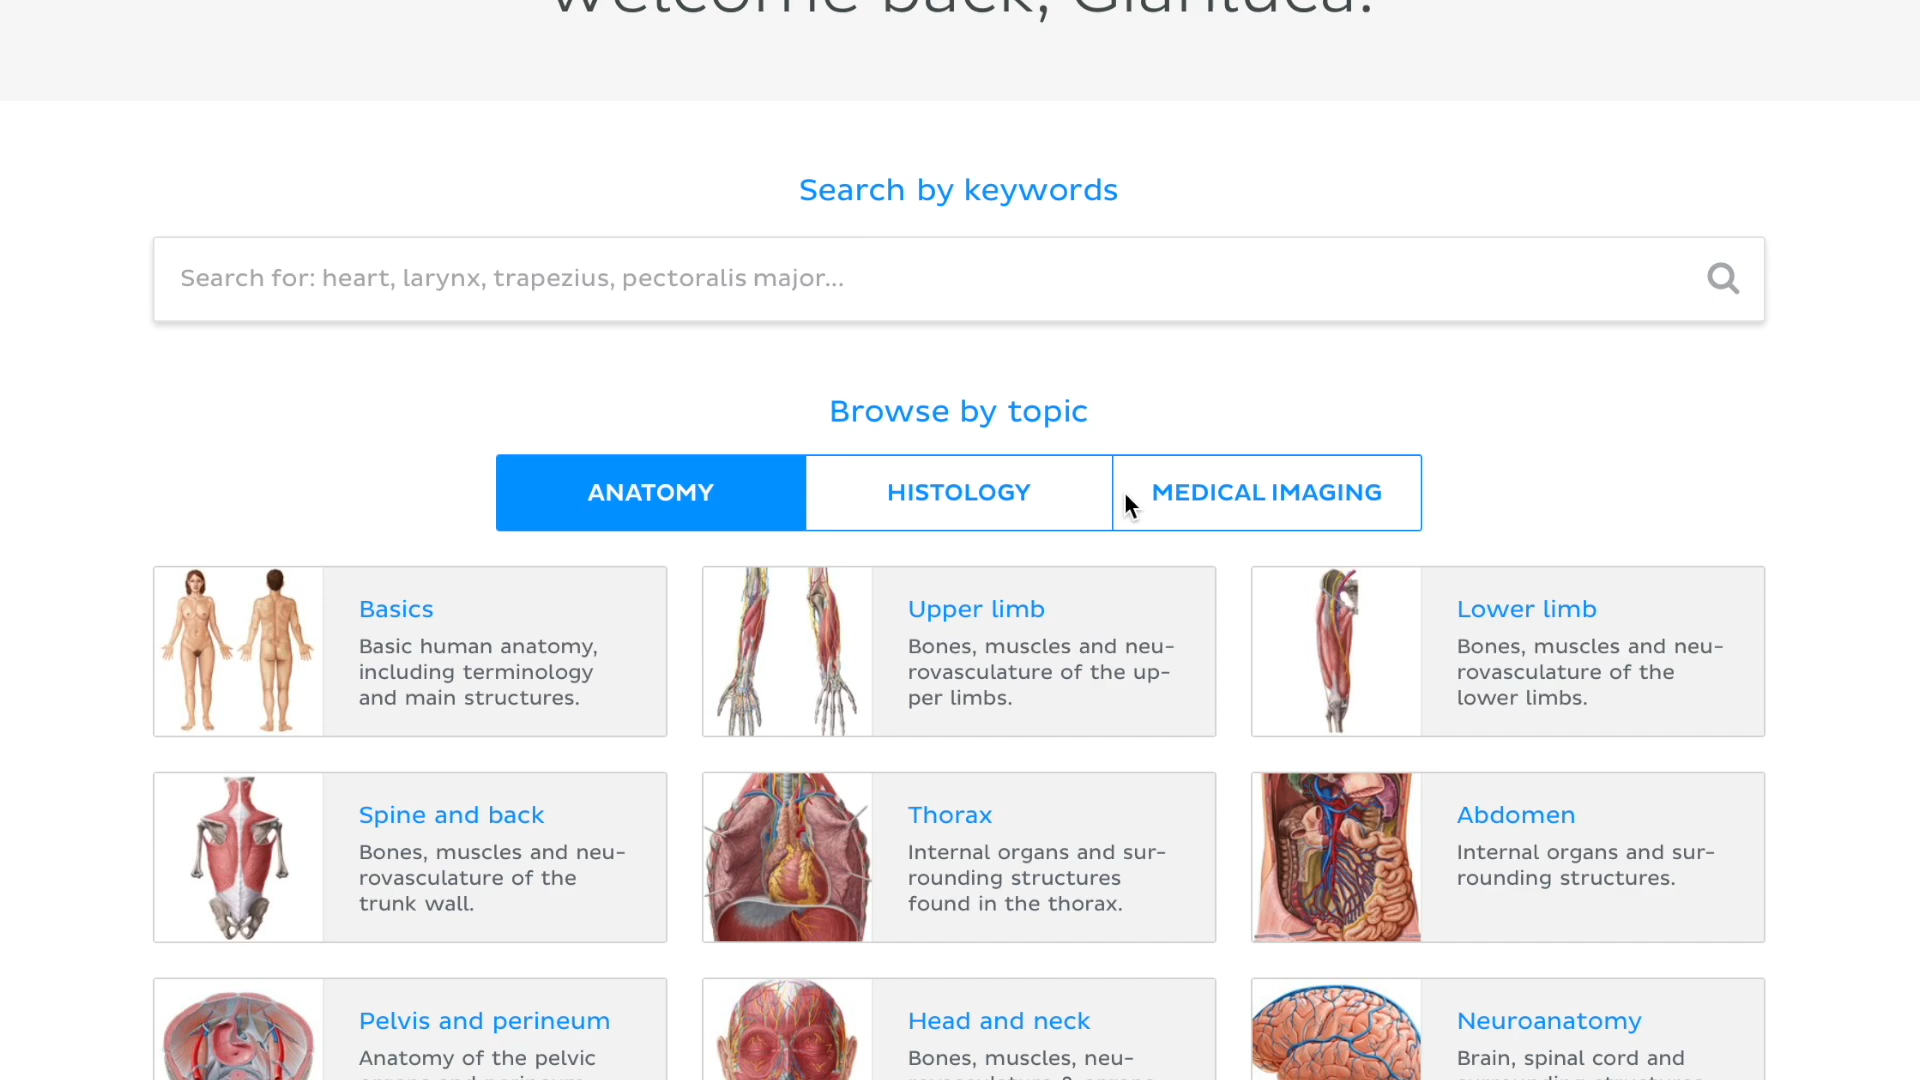 Welcome back, Gianluca!
Search by keywords
Search for: heart, larynx, trapezius, pectoralis major...
Browse by topic
ANATOMY
HISTOLOGY
MEDICAL IMAGING
Basics
Basic human anatomy,
including terminology
and main structures.
Upper limb
Bones, muscles and neu-
rovasculature of the up-
per limbs.
Lower limb
Bones, muscles and neu-
rovasculature of the
lower limbs.
Spine and back
Bones, muscles and neu-
rovasculature of the
trunk wall.
Thorax
Internal organs and sur-
rounding structures
found in the thorax.
Abdomen
Internal organs and sur-
rounding structures.
Pelvis and perineum
Anatomy of the pelvic
Head and neck
Bones, muscles, neu-
Neuroanatomy
Brain, spinal cord and